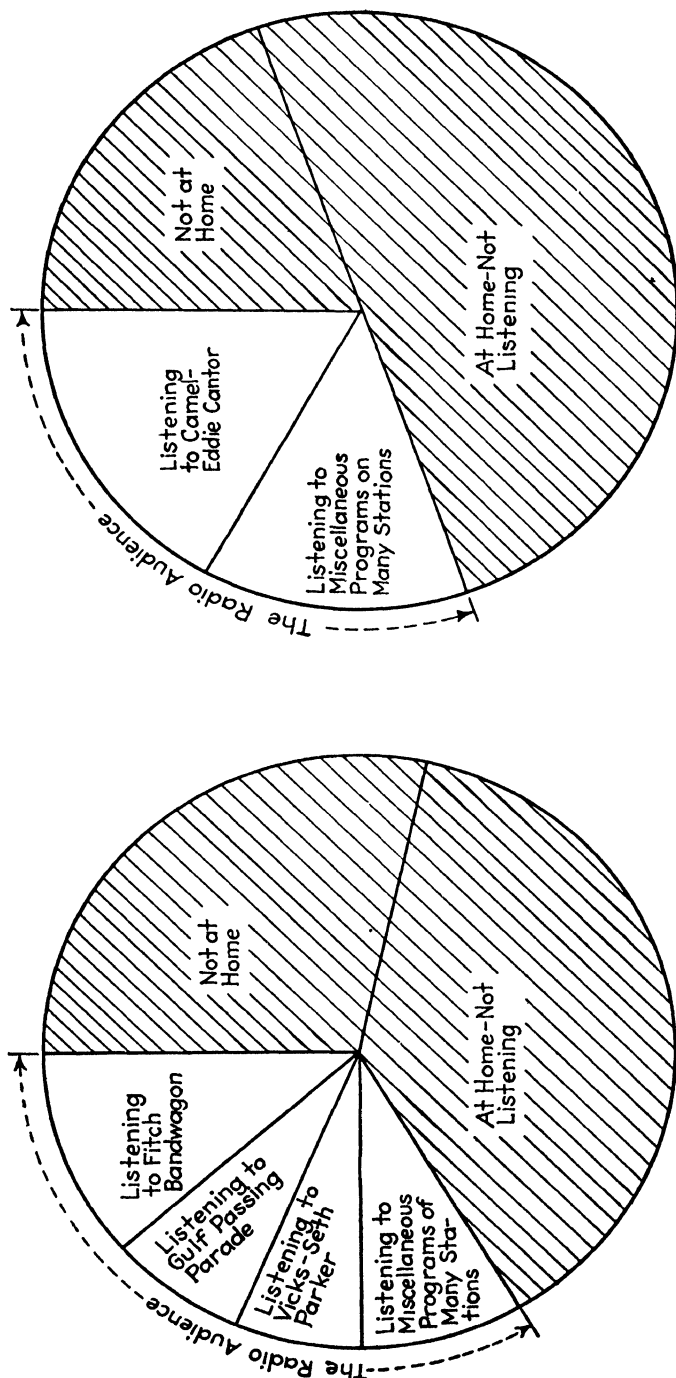 Not at
Home
Listening
to Camel-
Eddie Cantor
At Home-Not
Listening
Listening to
Miscellaneous
Programs on
Many Stations
The Radio Audience
Not at
Home
Listening
to Fitch
Bandwagon
Listening to
Gulf Passing
Parade
Listening to
Vicks-Seth
Parker
Listening to
Miscellaneous
Programs of
Many Sta-
tions
At Home-Not
Listening
The Radio Audience